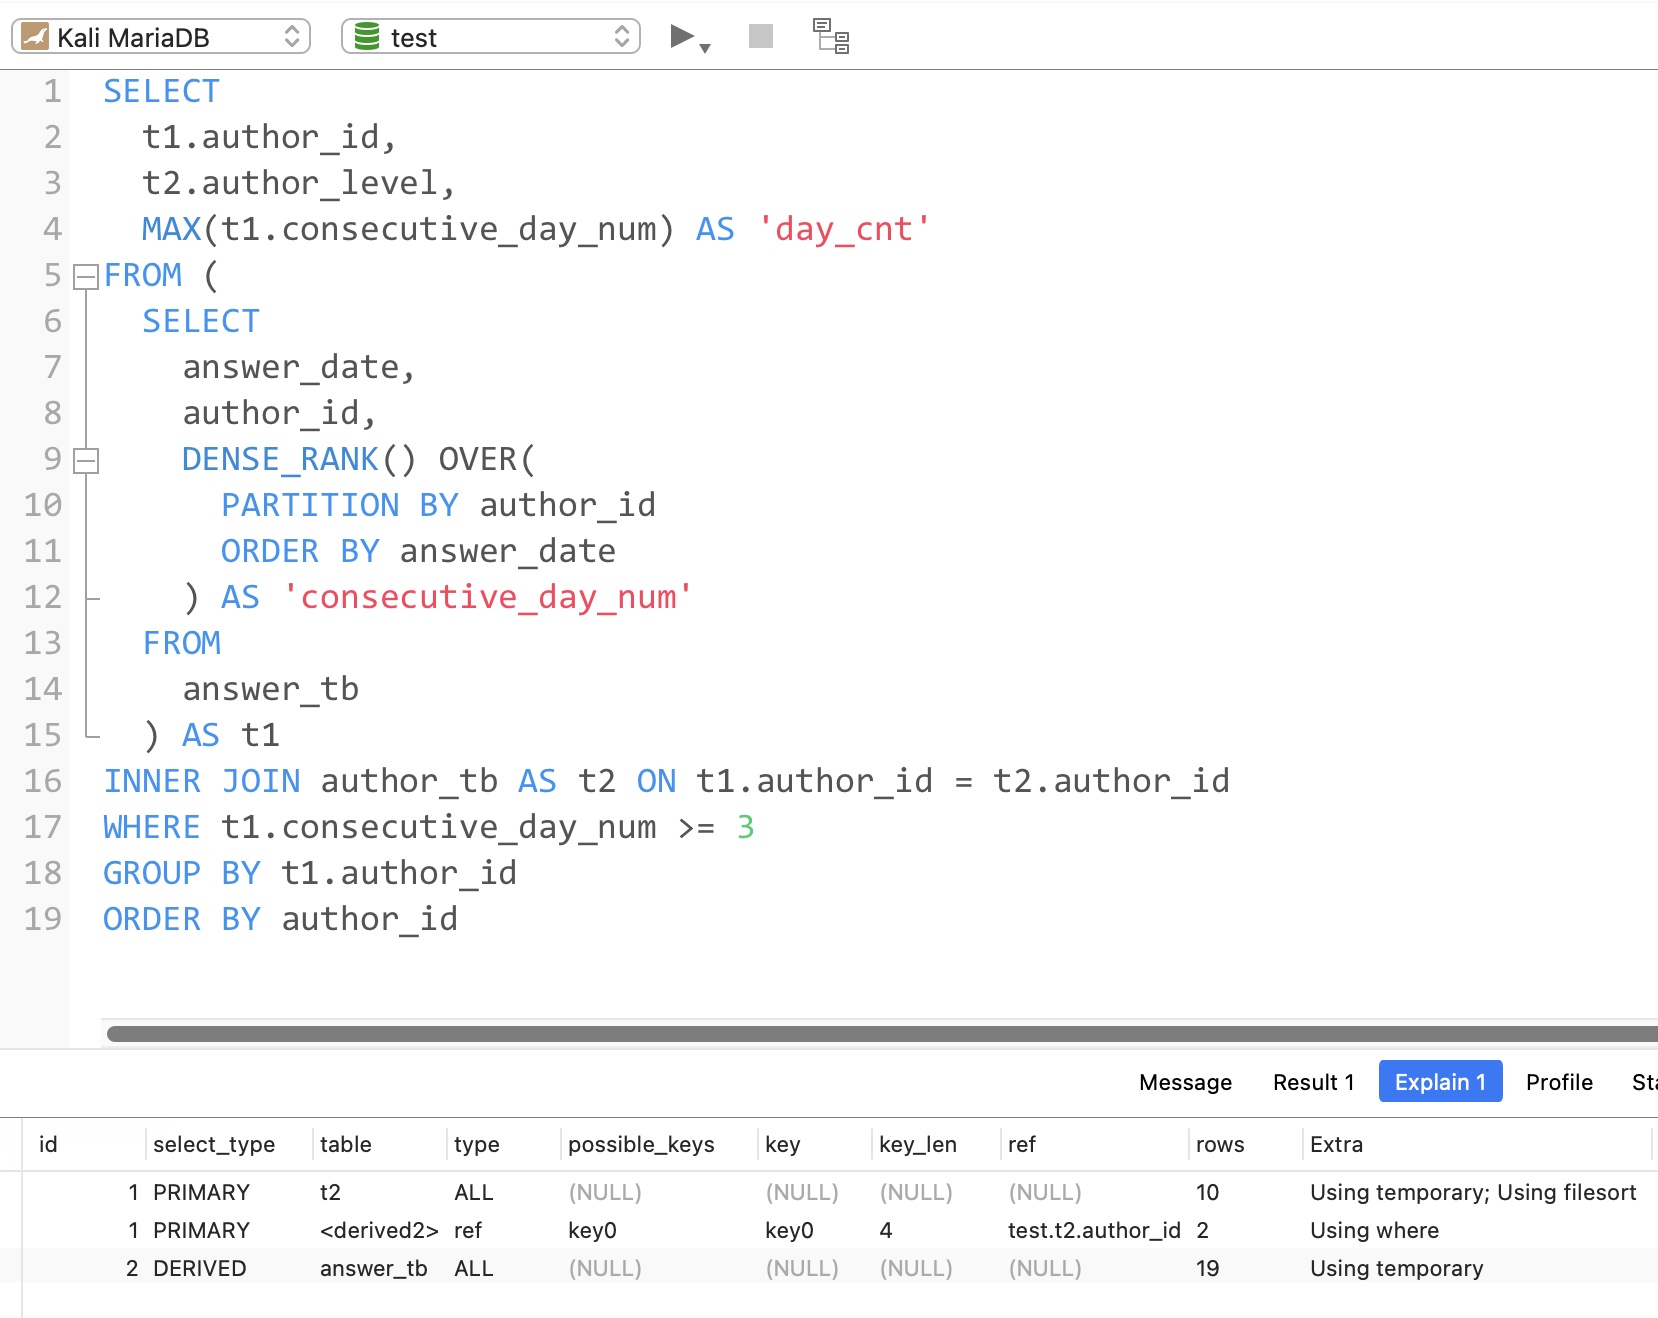 Kali MariaDB test
1 SELECT
2 t1.author_id,
3 t2.author_level,
4 MAX(t1.consecutive_day_num) AS 'day_cnt'
5 FROM (
6 SELECT
7 answer_date,
8 author_id,
9 DENSE_RANK() OVER(
10 PARTITION BY author_id
11 ORDER BY answer_date
12 ) AS 'consecutive_day_num'
13 FROM
14 answer_tb
15 ) AS t1
16 INNER JOIN author_tb AS t2 ON t1.author_id = t2.author_id
17 WHERE t1.consecutive_day_num >= 3
18 GROUP BY t1.author_id
19 ORDER BY author_id
Message Result 1 Explain 1 Profile Sta
id select_type table type possible_keys key key_len ref rows Extra
1 PRIMARY t2 ALL (NULL) (NULL) (NULL) (NULL) 10 Using temporary; Using filesort
1 PRIMARY <derived2> ref key0 key0 4 test.t2.author_id 2 Using where
2 DERIVED answer_tb ALL (NULL) (NULL) (NULL) (NULL) 19 Using temporary